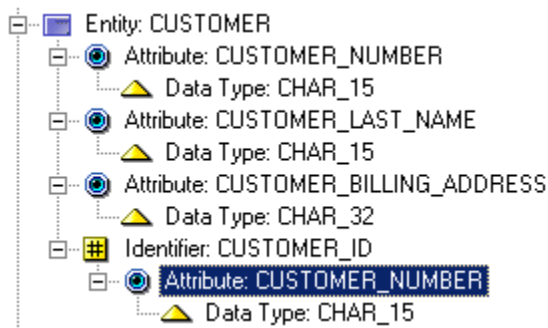 Entity: CUSTOMER
Attribute: CUSTOMER_NUMBER
Data Type: CHAR_15
Attribute: CUSTOMER_LAST_NAME
Data Type: CHAR_15
Attribute: CUSTOMER_BILLING_ADDRESS
Data Type: CHAR_32
# Identifier: CUSTOMER_ID
Attribute: CUSTOMER_NUMBER
Data Type: CHAR_15